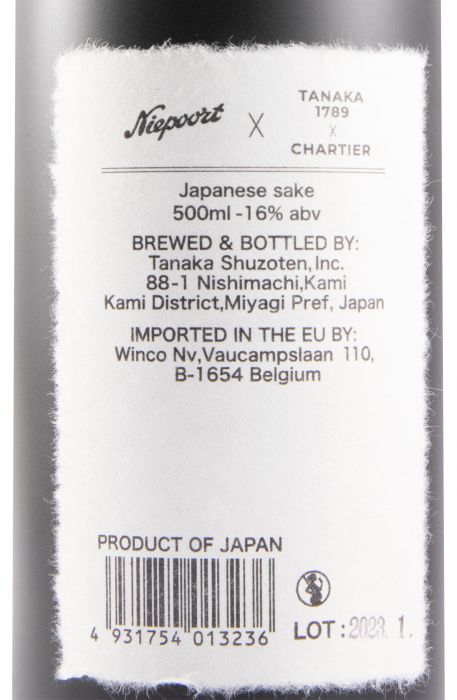 Niepoort X TANAKA
1789
X
CHARTIER
Japanese sake
500ml -16% abv
BREWED & BOTTLED BY:
Tanaka Shuzoten,Inc.
88-1 Nishimachi,Kami
Kami District,Miyagi Pref, Japan
IMPORTED IN THE EU BY:
Winco Nv,Vaucampslaan 110,
B-1654 Belgium
PRODUCT OF JAPAN
4 931754 013236
LOT : 2023. 1.